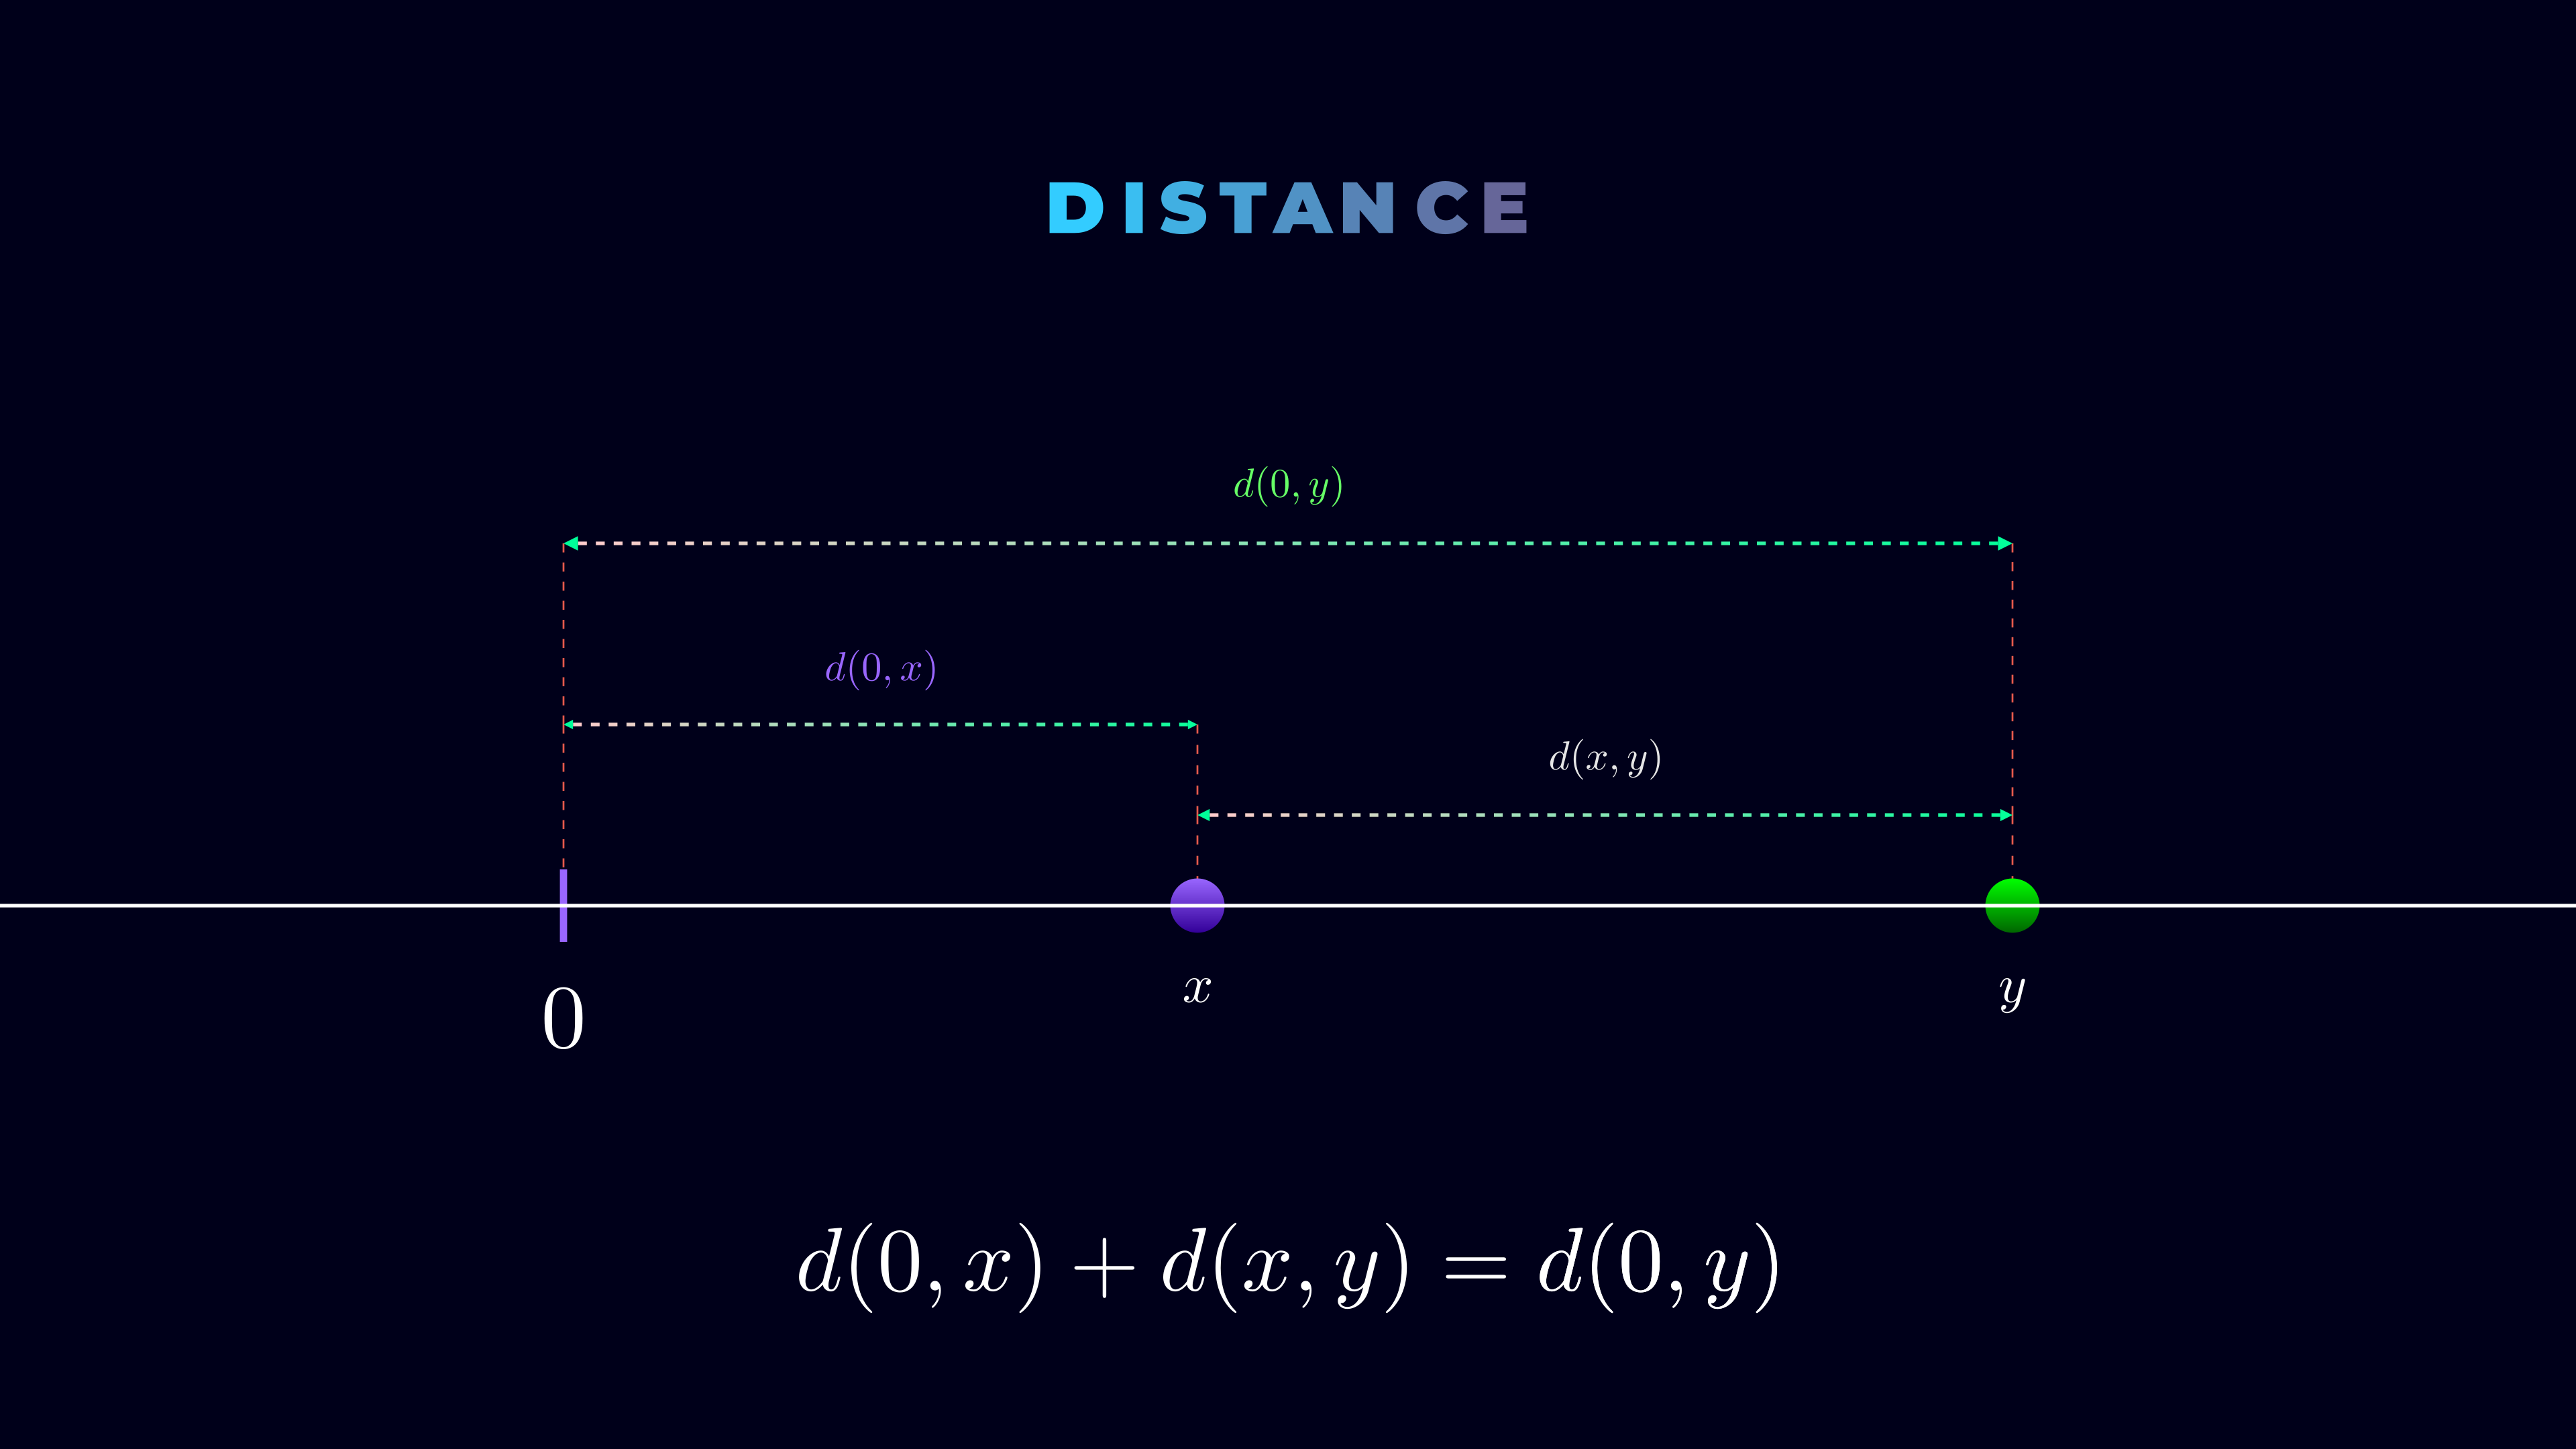 DISTANCE
d(0, y)
d(0, x)
d(x, y)
0
x
y
d(0, x) + d(x, y) = d(0, y)